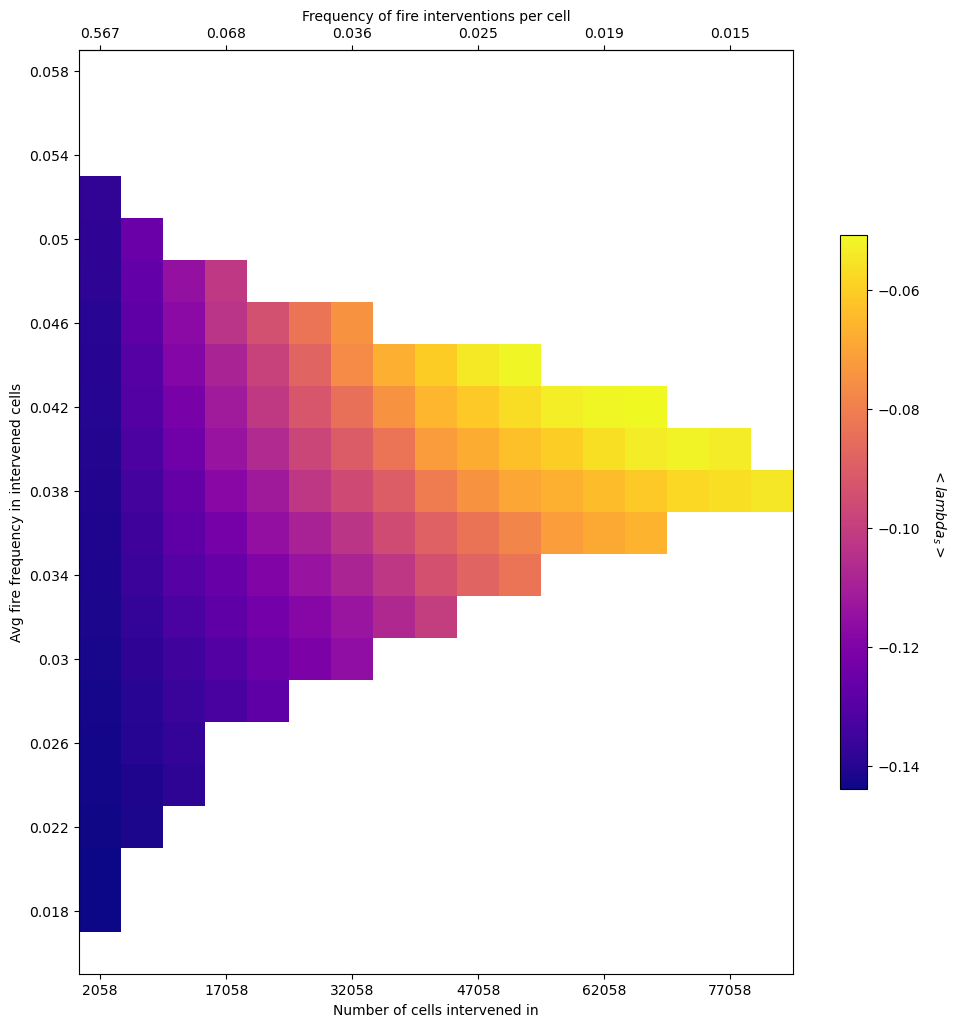 Frequency of fire interventions per cell
0.567 0.068 0.036 0.025 0.019 0.015
Avg fire frequency in intervened cells
0.058
0.054
0.05
0.046
0.042
0.038
0.034
0.03
0.026
0.022
0.018
2058 17058 32058 47058 62058 77058
Number of cells intervened in
−0.06
−0.08
−0.10
−0.12
−0.14
< lambda_s >